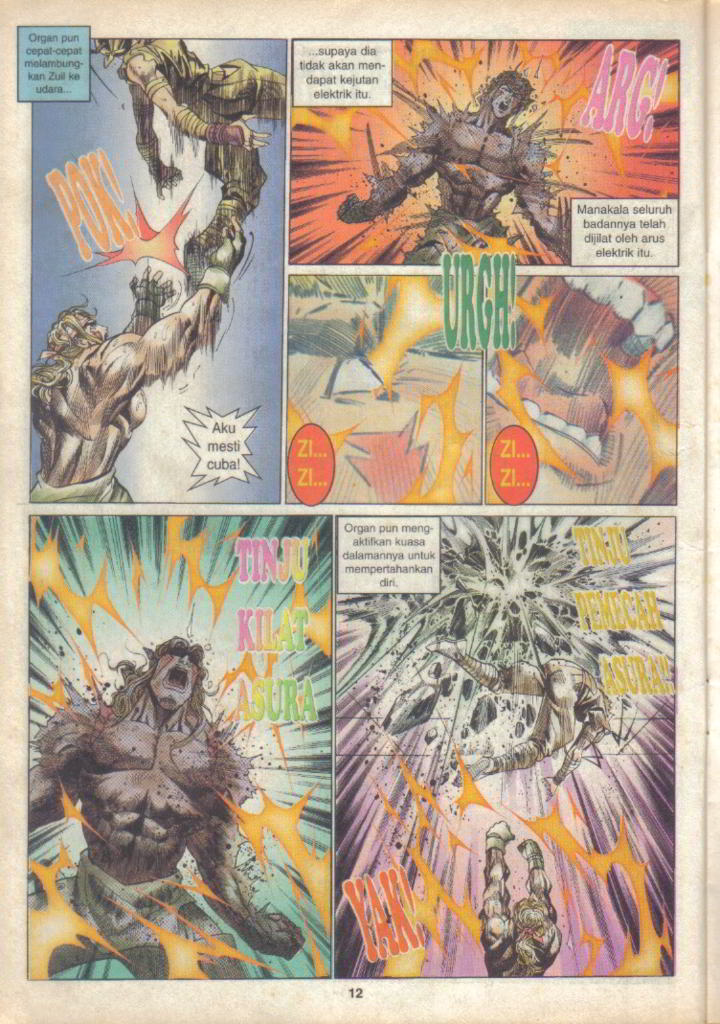 Organ pun
cepat-cepat
melambung-
kan Zuil ke
udara...
POK!
Aku
mesti
cuba!
...supaya dia
tidak akan men-
dapat kejutan
elektrik itu.
ARG!
Manakala seluruh
badannya telah
dijilat oleh arus
elektrik itu.
URGH!
ZI...
ZI...
ZI...
ZI...
TINJU
KILAT
ASURA
Organ pun meng-
aktifkan kuasa
dalamannya untuk
mempertahankan
diri.
TINJU
PEMECAH
ASURA!!
YAK!
12